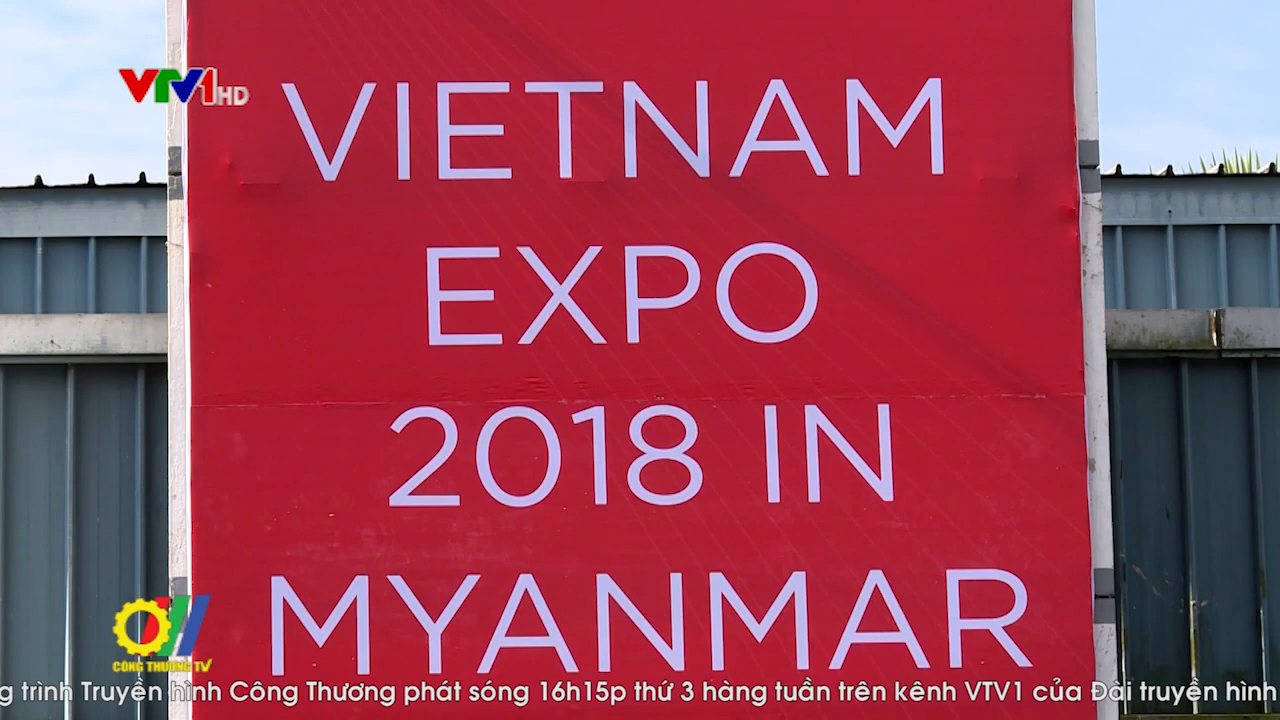 VTV1HD
VIETNAM
EXPO
2018 IN
MYANMAR
CÔNG THƯƠNG TV
trình Truyền hình Công Thương phát sóng 16h15p thứ 3 hàng tuần trên kênh VTV1 của Đài truyền hình